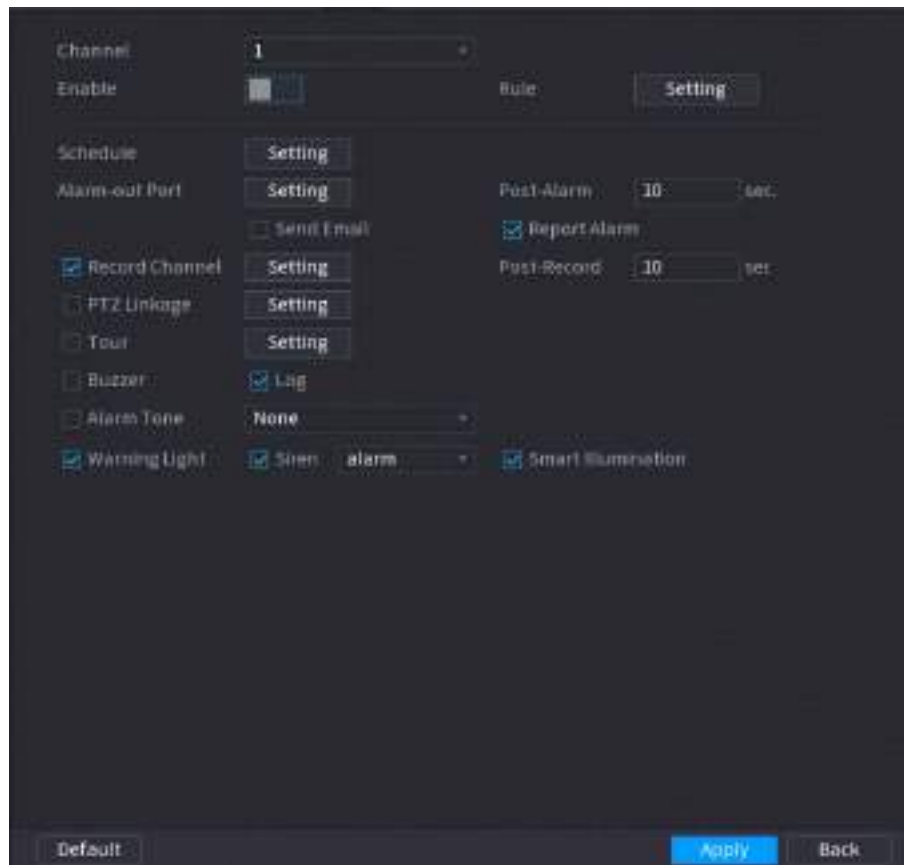 Channel 1
Enable Rule Setting
Schedule Setting
Alarm-out Port Setting Post-Alarm 10 sec.
Send Email Report Alarm
Record Channel Setting Post-Record 10 sec
PTZ Linkage Setting
Tour Setting
Buzzer Log
Alarm Tone None
Warning Light Siren alarm Smart Illumination
Default Apply Back